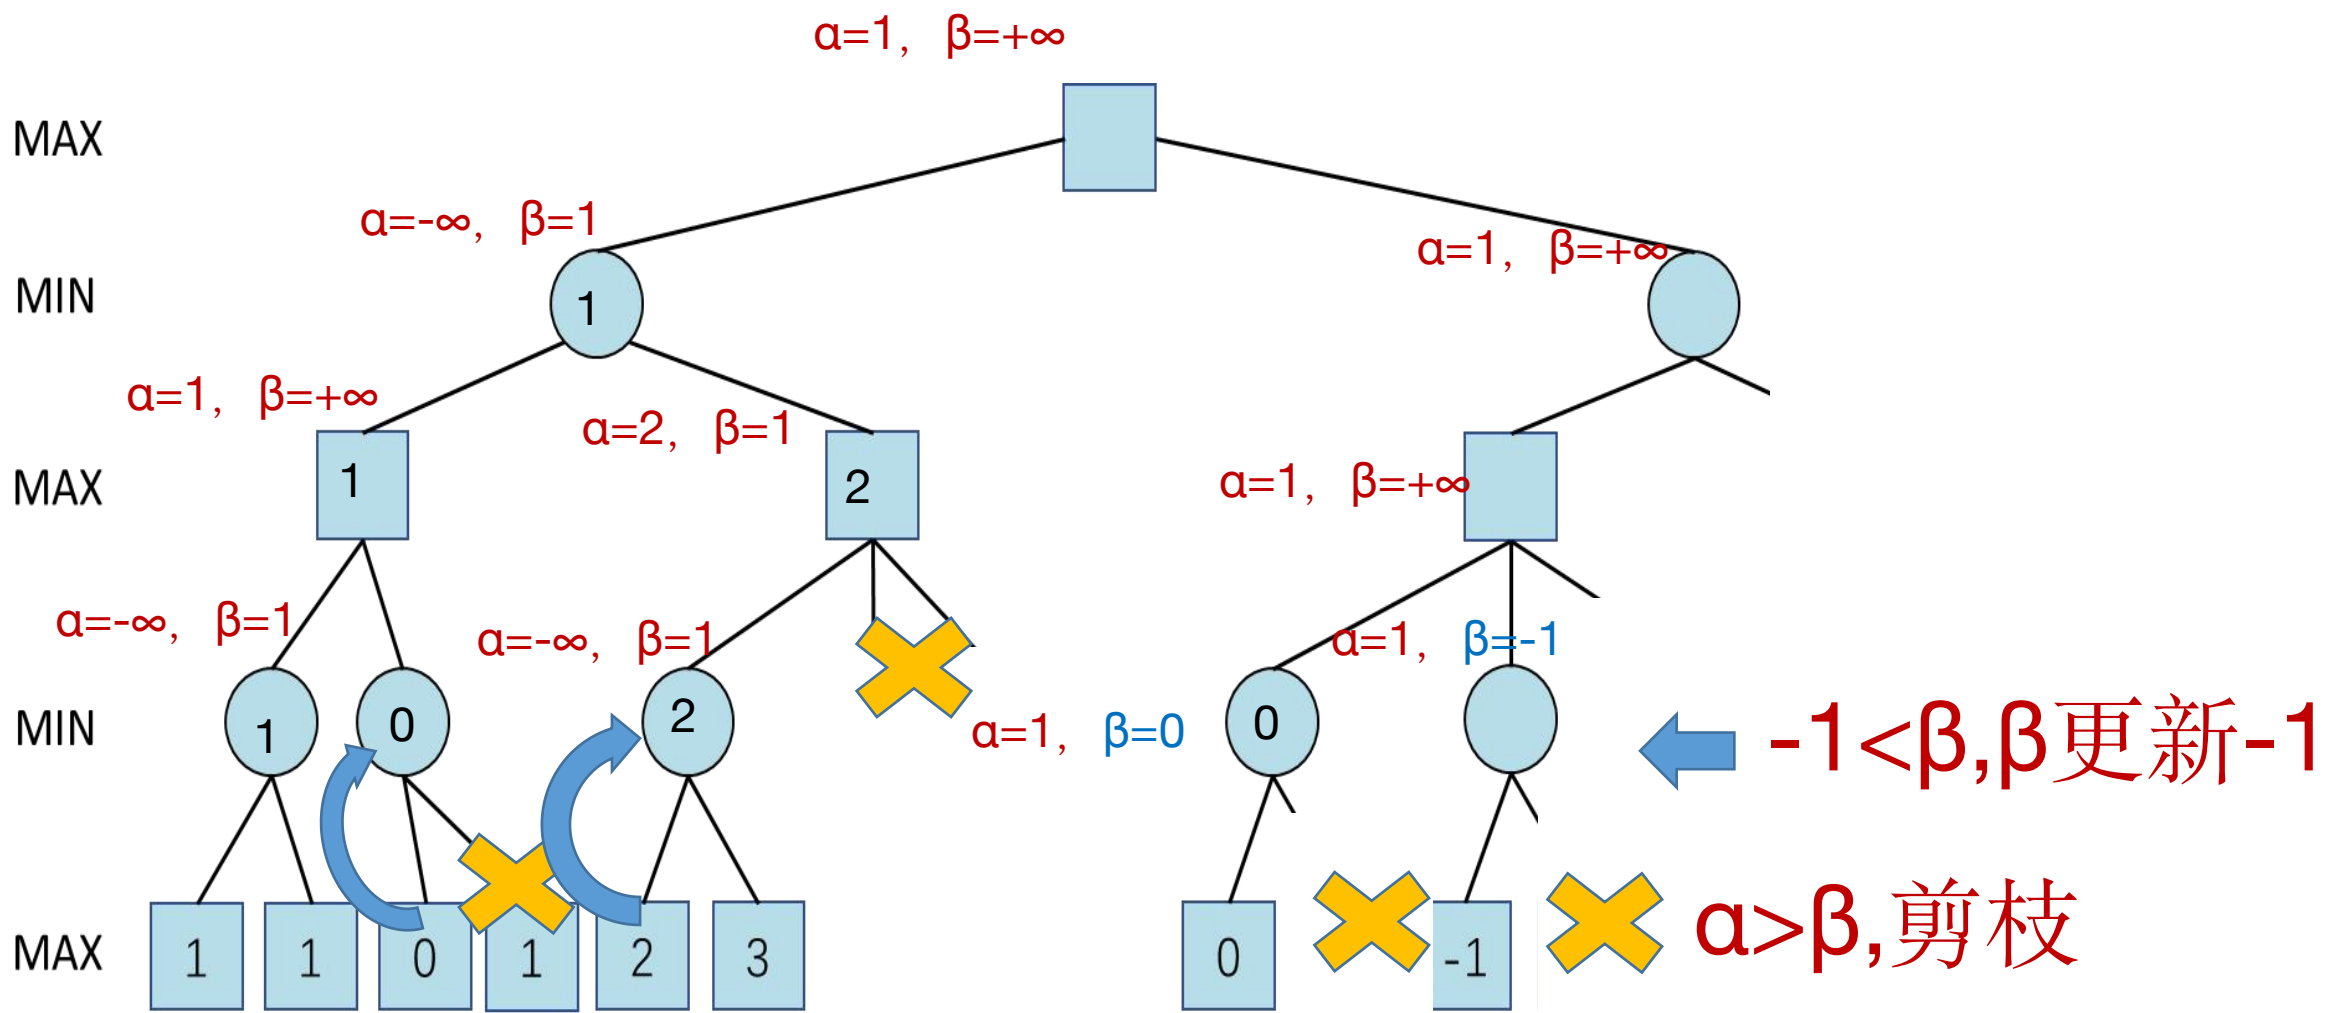 α=1, β=+∞
MAX
α=-∞, β=1
α=1, β=+∞
MIN
1
α=1, β=+∞
α=2, β=1
MAX
1
2
α=1, β=+∞
α=-∞, β=1
α=-∞, β=1
α=1, β=-1
MIN
1
0
2
α=1, β=0
0
-1<β,β更新-1
α>β,剪枝
MAX
1
1
0
1
2
3
0
-1